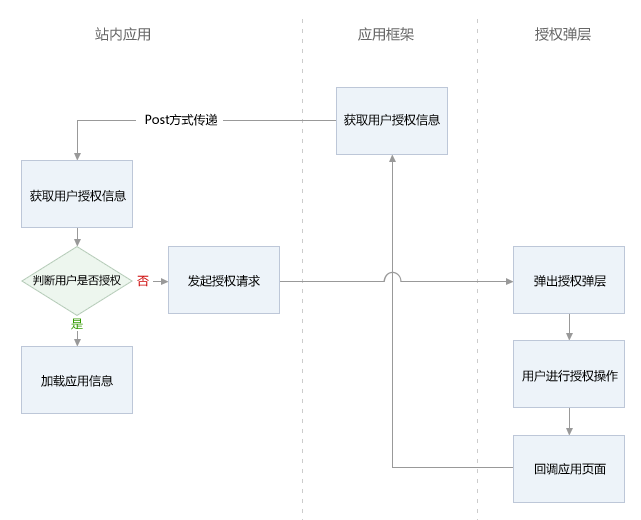 站内应用
应用框架
授权弹层
获取用户授权信息
Post方式传递
获取用户授权信息
判断用户是否授权
否
发起授权请求
弹出授权弹层
是
加载应用信息
用户进行授权操作
回调应用页面